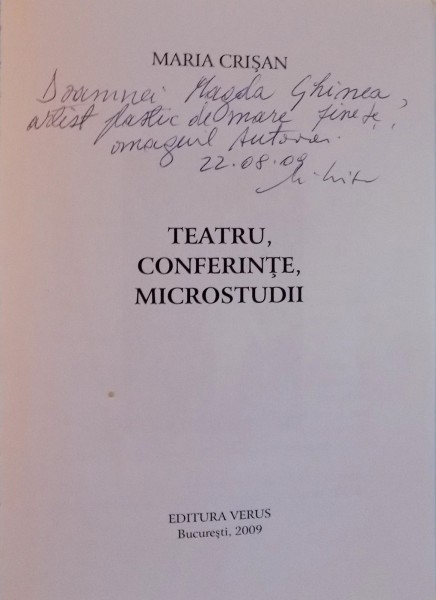 MARIA CRIŞAN
Doamnei Magda Ghinea,
artist plastic de mare fineţe,
omagiul Autoarei.
22.08.09
TEATRU,
CONFERINŢE,
MICROSTUDII
EDITURA VERUS
Bucureşti, 2009